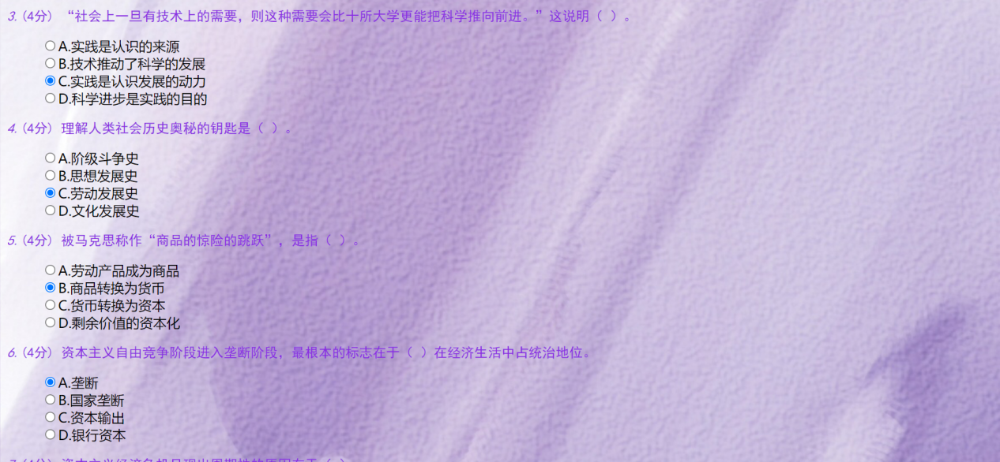 3. (4分) “社会上一旦有技术上的需要，则这种需要会比十所大学更能把科学推向前进。”这说明（ ）。
A.实践是认识的来源
B.技术推动了科学的发展
C.实践是认识发展的动力
D.科学进步是实践的目的
4. (4分) 理解人类社会历史奥秘的钥匙是（ ）。
A.阶级斗争史
B.思想发展史
C.劳动发展史
D.文化发展史
5. (4分) 被马克思称作“商品的惊险的跳跃”，是指（ ）。
A.劳动产品成为商品
B.商品转换为货币
C.货币转换为资本
D.剩余价值的资本化
6. (4分) 资本主义自由竞争阶段进入垄断阶段，最根本的标志在于（ ）在经济生活中占统治地位。
A.垄断
B.国家垄断
C.资本输出
D.银行资本